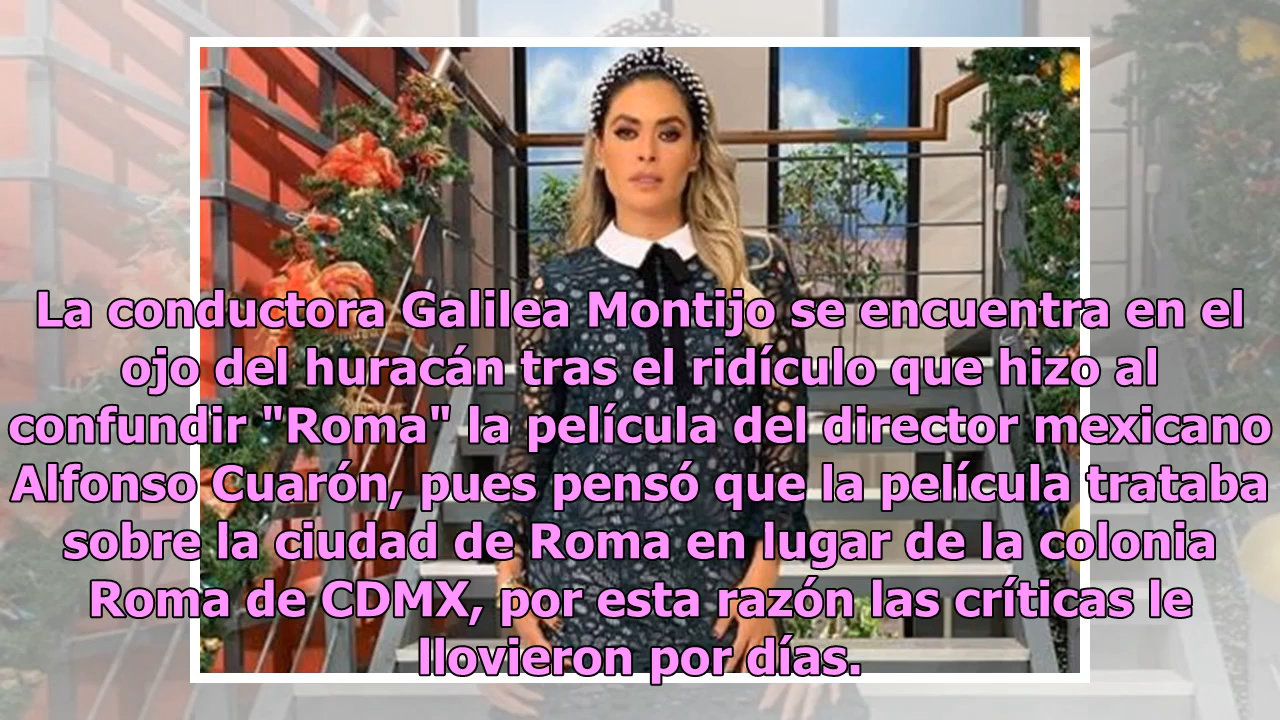 La conductora Galilea Montijo se encuentra en el
ojo del huracán tras el ridículo que hizo al
confundir "Roma" la película del director mexicano
Alfonso Cuarón, pues pensó que la película trataba
sobre la ciudad de Roma en lugar de la colonia
Roma de CDMX, por esta razón las críticas le
llovieron por días.